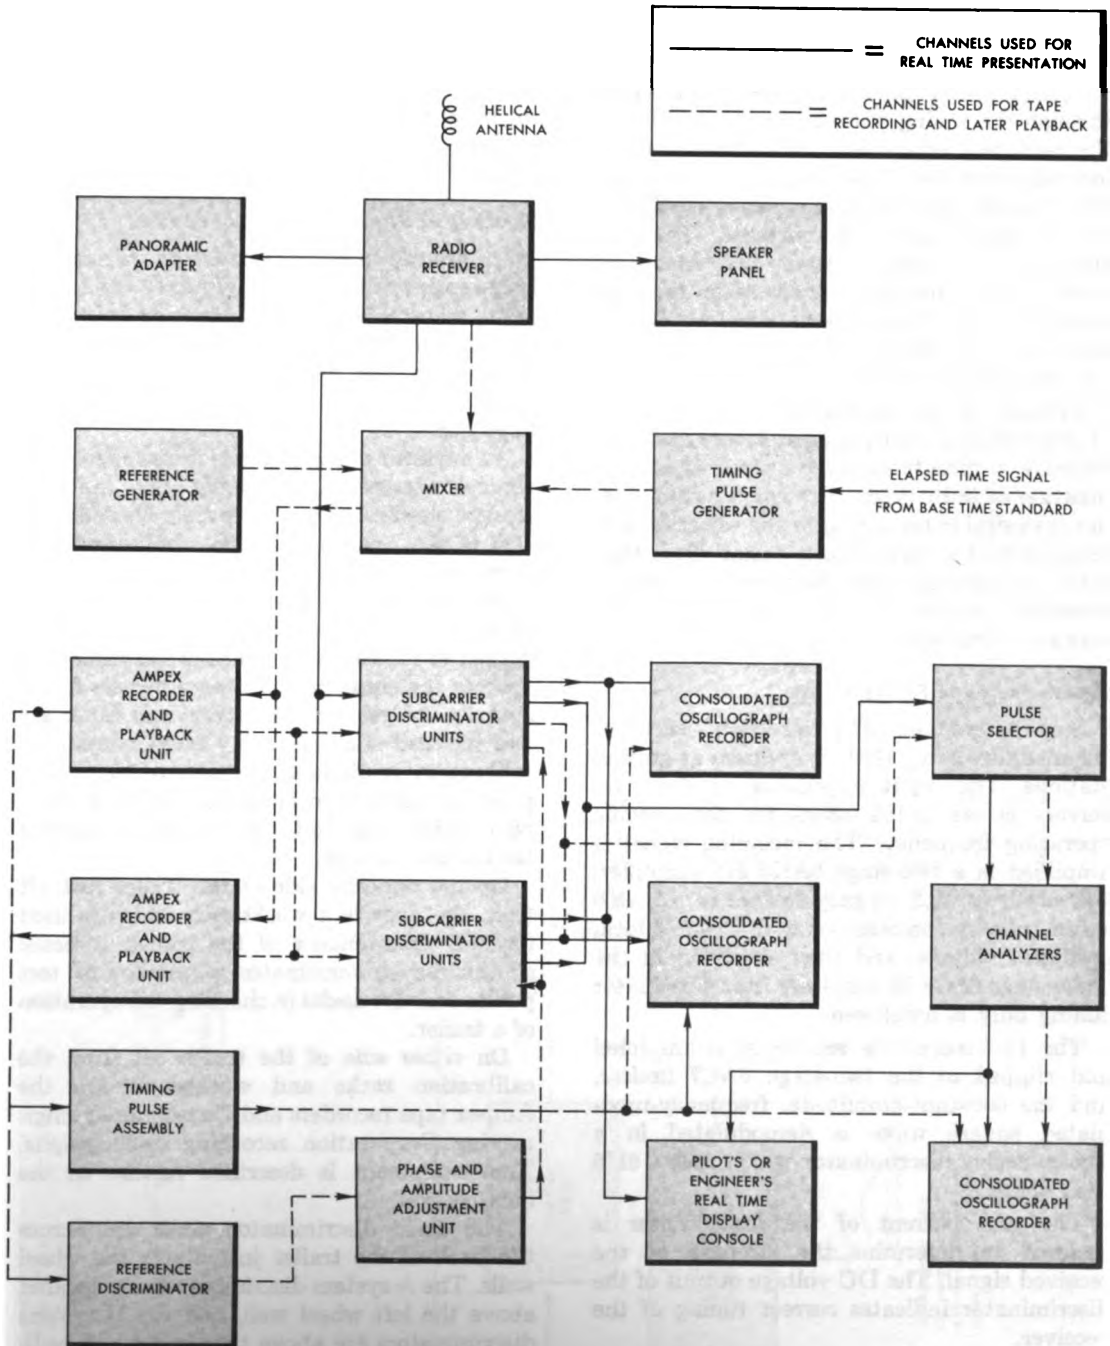 = CHANNELS USED FOR
REAL TIME PRESENTATION
= CHANNELS USED FOR TAPE
RECORDING AND LATER PLAYBACK
HELICAL
ANTENNA
PANORAMIC
ADAPTER
RADIO
RECEIVER
SPEAKER
PANEL
REFERENCE
GENERATOR
MIXER
TIMING
PULSE
GENERATOR
ELAPSED TIME SIGNAL
FROM BASE TIME STANDARD
AMPEX
RECORDER
AND
PLAYBACK
UNIT
SUBCARRIER
DISCRIMINATOR
UNITS
CONSOLIDATED
OSCILLOGRAPH
RECORDER
PULSE
SELECTOR
AMPEX
RECORDER
AND
PLAYBACK
UNIT
SUBCARRIER
DISCRIMINATOR
UNITS
CONSOLIDATED
OSCILLOGRAPH
RECORDER
CHANNEL
ANALYZERS
TIMING
PULSE
ASSEMBLY
PHASE AND
AMPLITUDE
ADJUSTMENT
UNIT
PILOT'S OR
ENGINEER'S
REAL TIME
DISPLAY
CONSOLE
CONSOLIDATED
OSCILLOGRAPH
RECORDER
REFERENCE
DISCRIMINATOR